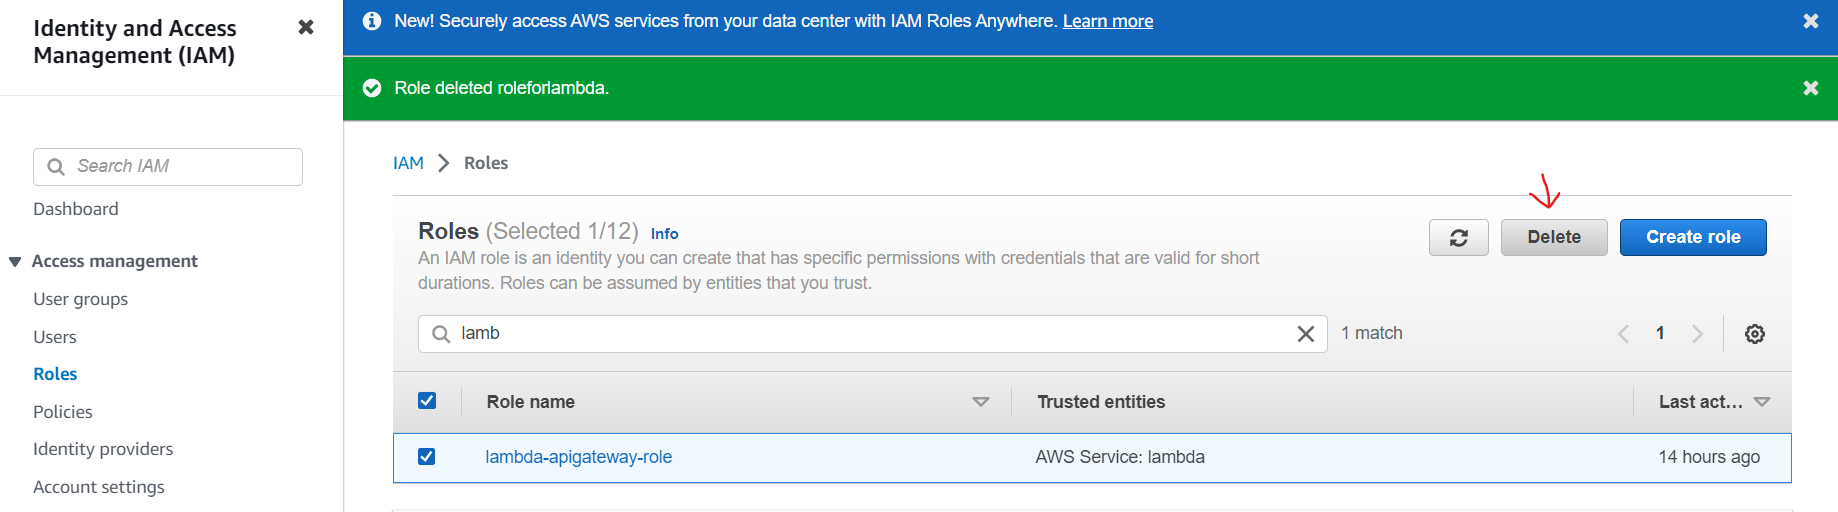 Identity and Access
Management (IAM)
Search IAM
Dashboard
Access management
User groups
Users
Roles
Policies
Identity providers
Account settings
New! Securely access AWS services from your data center with IAM Roles Anywhere. Learn more
Role deleted roleforlambda.
IAM > Roles
Roles (Selected 1/12) Info
Delete
Create role
An IAM role is an identity you can create that has specific permissions with credentials that are valid for short
durations. Roles can be assumed by entities that you trust.
lamb
1 match
1
Role name
Trusted entities
Last act...
lambda-apigateway-role
AWS Service: lambda
14 hours ago